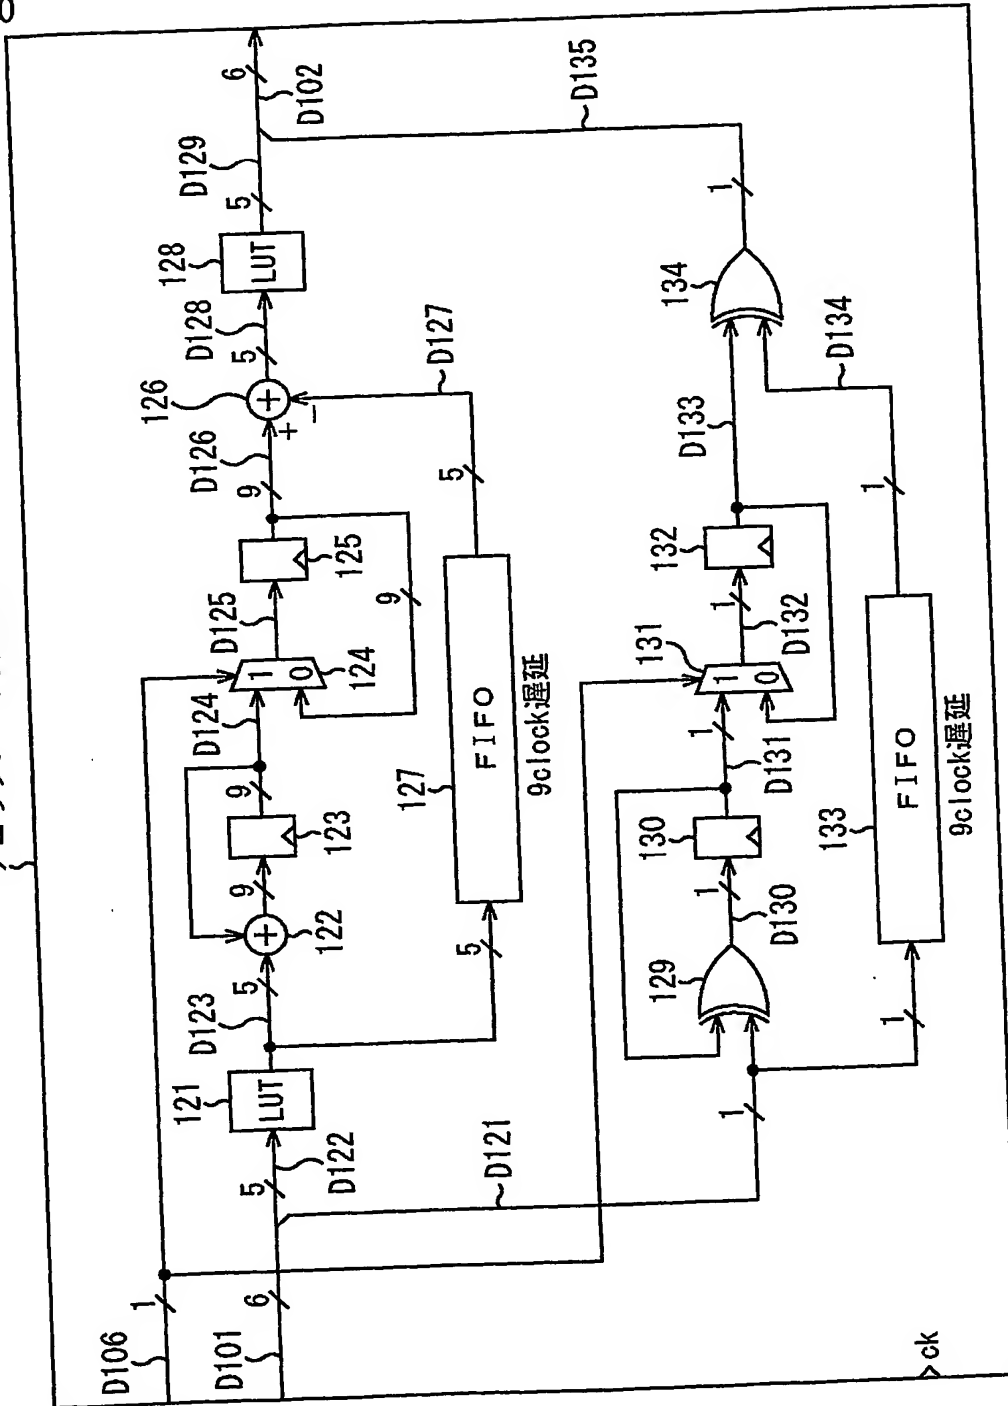 D106
1
D101
6
5
D122
121
LUT
D121
1
D123
5
122
9
123
9
D124
1
0
124
D125
125
9
D126
9
126
+
+
−
D128
5
128
LUT
5
D129
D102
6
5
127
FIFO
9clock遅延
5
D127
129
D130
1
130
D131
1
131
1
0
D132
1
132
D133
134
1
D135
1
133
FIFO
9clock遅延
1
D134
ck